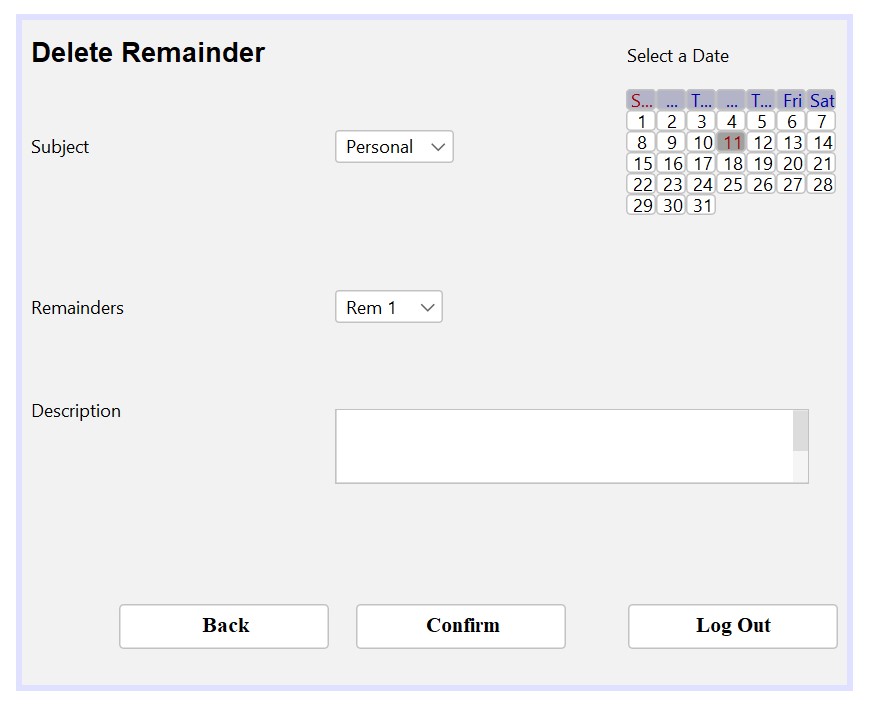 Delete Remainder
Select a Date
S... ... T... ... T... Fri Sat
1 2 3 4 5 6 7
8 9 10 11 12 13 14
15 16 17 18 19 20 21
22 23 24 25 26 27 28
29 30 31
Subject Personal
Remainders Rem 1
Description
Back Confirm Log Out